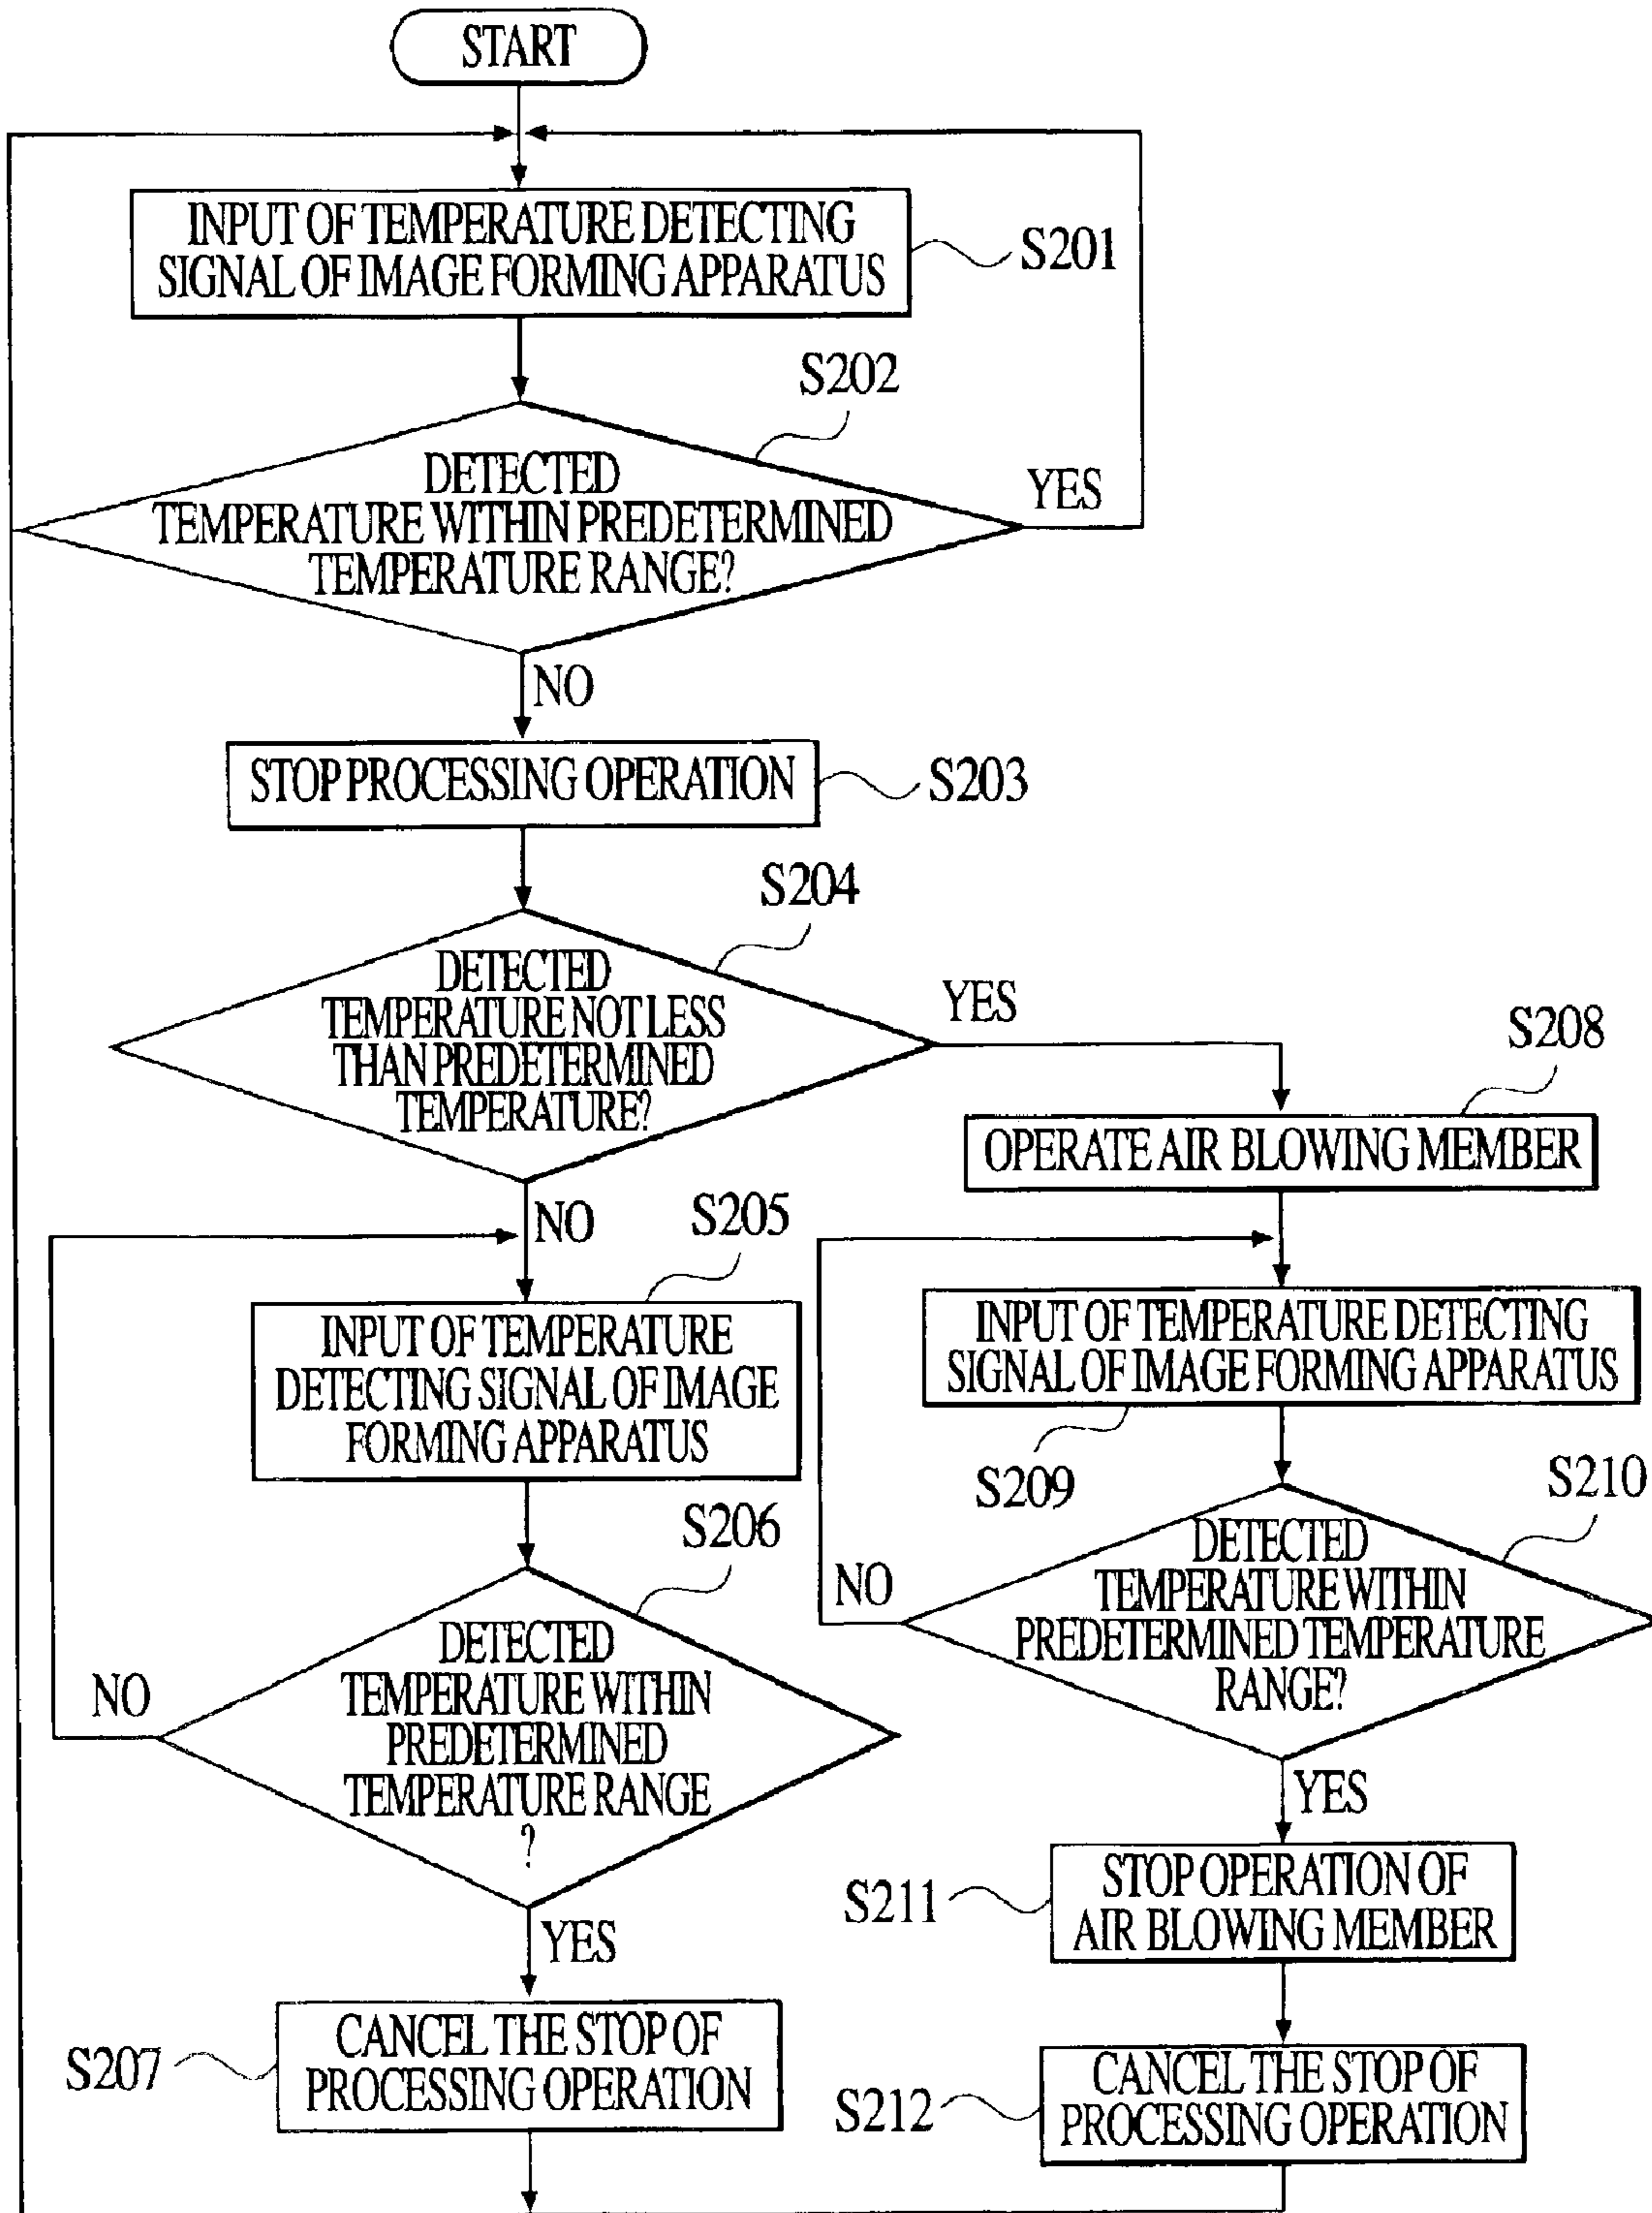 START
INPUT OF TEMPERATURE DETECTING
SIGNAL OF IMAGE FORMING APPARATUS
S201
S202
DETECTED
TEMPERATURE WITHIN PREDETERMINED
TEMPERATURE RANGE?
YES
NO
STOP PROCESSING OPERATION
S203
S204
DETECTED
TEMPERATURE NOT LESS
THAN PREDETERMINED
TEMPERATURE?
YES
NO
S205
INPUT OF TEMPERATURE
DETECTING SIGNAL OF IMAGE
FORMING APPARATUS
S206
DETECTED
TEMPERATURE WITHIN
PREDETERMINED
TEMPERATURE RANGE
?
NO
YES
S207
CANCEL THE STOP OF
PROCESSING OPERATION
S208
OPERATE AIR BLOWING MEMBER
INPUT OF TEMPERATURE DETECTING
SIGNAL OF IMAGE FORMING APPARATUS
S209
S210
DETECTED
TEMPERATURE WITHIN
PREDETERMINED TEMPERATURE
RANGE?
NO
YES
S211
STOP OPERATION OF
AIR BLOWING MEMBER
S212
CANCEL THE STOP OF
PROCESSING OPERATION